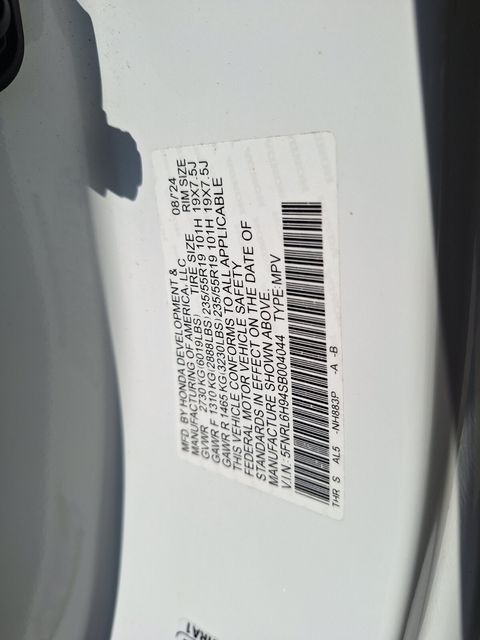 MFD. BY HONDA DEVELOPMENT & 08/'24
MANUFACTURING OF AMERICA, LLC. TIRE SIZE RIM SIZE
GVWR 2730 KG(6019LBS)
GAWR F 1310 KG(2888LBS) 235/55R19 101H 19X7.5J
GAWR R 1465 KG(3230LBS) 235/55R19 101H 19X7.5J
THIS VEHICLE CONFORMS TO ALL APPLICABLE
FEDERAL MOTOR VEHICLE SAFETY
STANDARDS IN EFFECT ON THE DATE OF
MANUFACTURE SHOWN ABOVE.
V.I.N: 5FNRL6H94SB004044 TYPE:MPV
THR S AL5 -NH883P -A -B